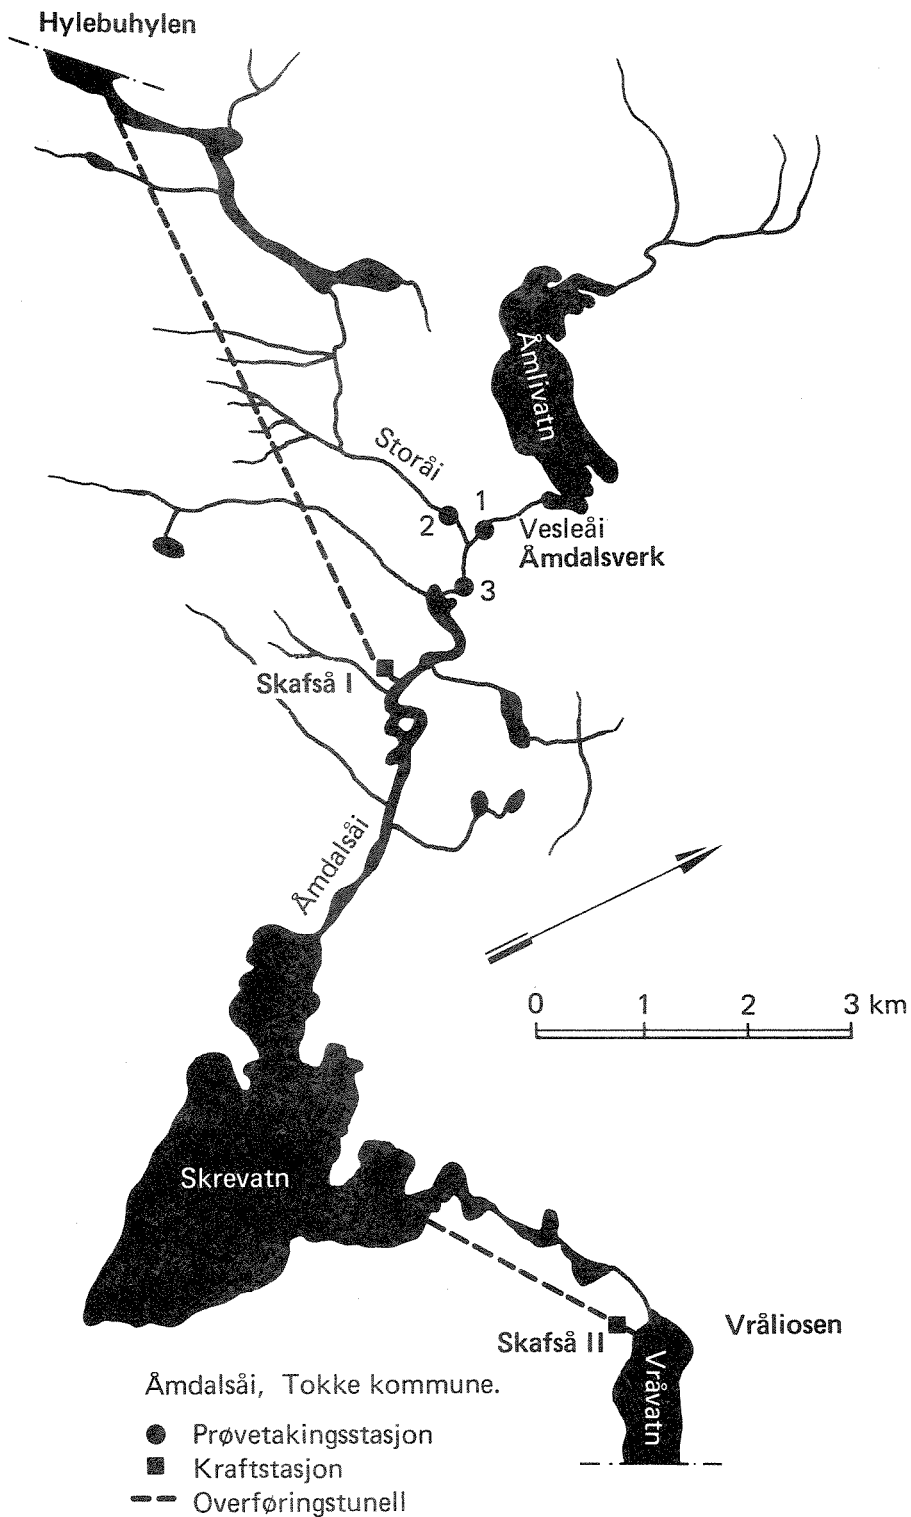 Hylebuhylen
Åmlivatn
Storåi
1
2
Vesleåi
Åmdalsverk
3
Skafså I
Åmdalsåi
0 1 2 3 km
Skrevatn
Vråliosen
Skafså II
Vråvatn
Åmdalsåi, Tokke kommune.
Prøvetakingsstasjon
Kraftstasjon
Overføringstunell